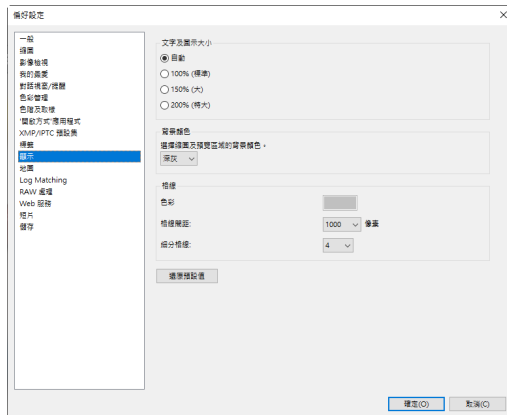 偏好設定
一般
縮圖
影像檢視
我的最愛
對話視窗/提醒
色彩管理
色階及取樣
'開啟方式'應用程式
XMP/IPTC 預設集
標籤
顯示
地圖
Log Matching
RAW 處理
Web 服務
短片
儲存
文字及圖示大小
自動
100% (標準)
150% (大)
200% (特大)
背景顏色
選擇縮圖及預覽區域的背景顏色。
深灰
格線
色彩
格線間距:
1000
像素
細分格線:
4
還原預設值
確定(O)
取消(C)